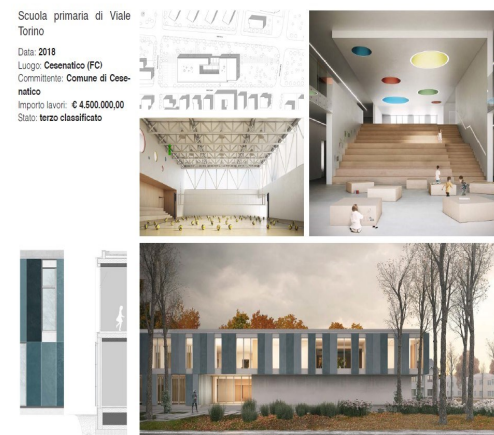 Scuola primaria di Viale
Torino
Data: 2018
Luogo: Cesenatico (FC)
Committente: Comune di Cese-
natico
Importo lavori: € 4.500.000,00
Stato: terzo classificato